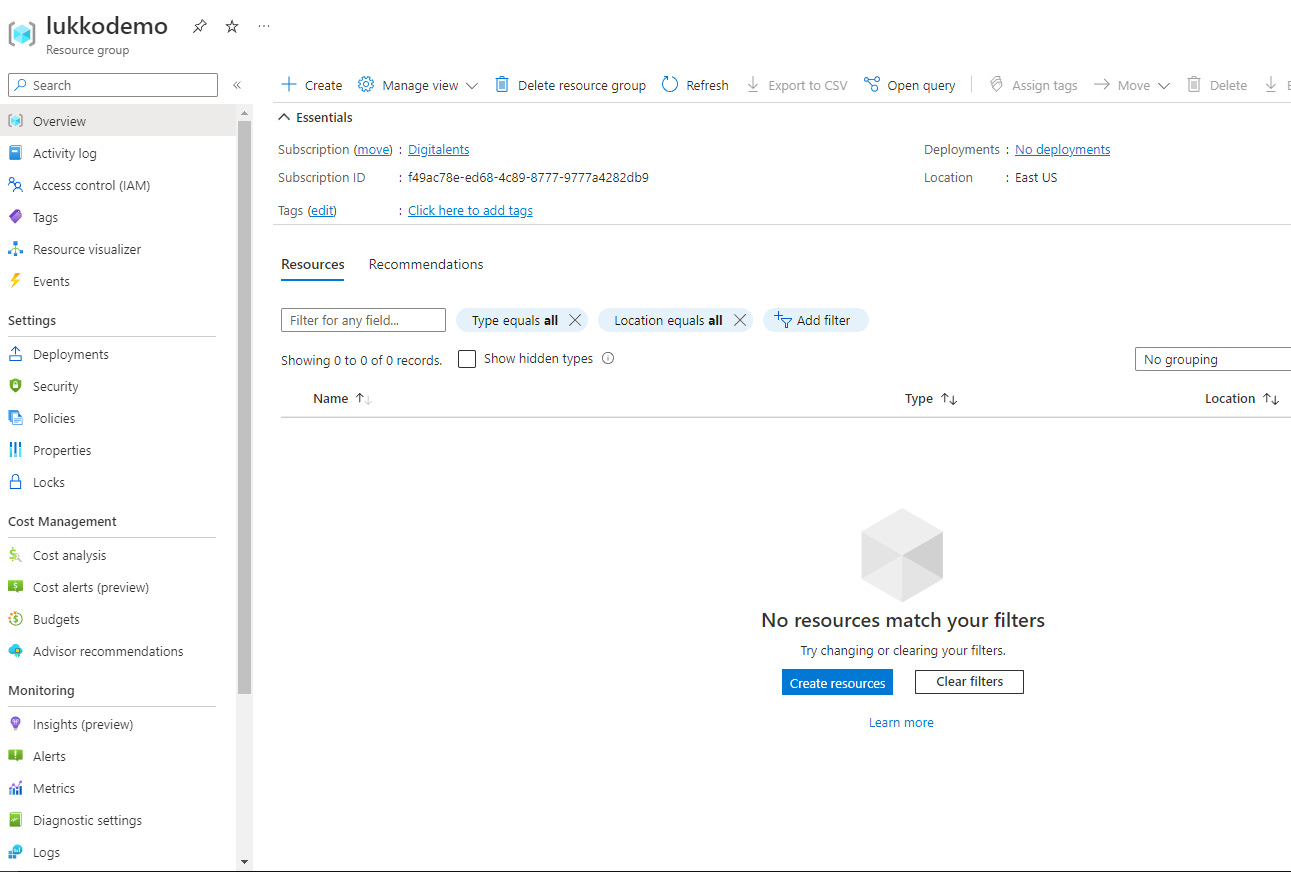 lukkodemo
Resource group
Search
Overview
Activity log
Access control (IAM)
Tags
Resource visualizer
Events
Settings
Deployments
Security
Policies
Properties
Locks
Cost Management
Cost analysis
Cost alerts (preview)
Budgets
Advisor recommendations
Monitoring
Insights (preview)
Alerts
Metrics
Diagnostic settings
Logs
Create Manage view Delete resource group Refresh Export to CSV Open query Assign tags Move Delete
Essentials
Subscription (move) : Digitalents Deployments : No deployments
Subscription ID : f49ac78e-ed68-4c89-8777-9777a4282db9 Location : East US
Tags (edit) : Click here to add tags
Resources Recommendations
Filter for any field... Type equals all Location equals all Add filter
Showing 0 to 0 of 0 records. Show hidden types No grouping
Name Type Location
No resources match your filters
Try changing or clearing your filters.
Create resources Clear filters
Learn more